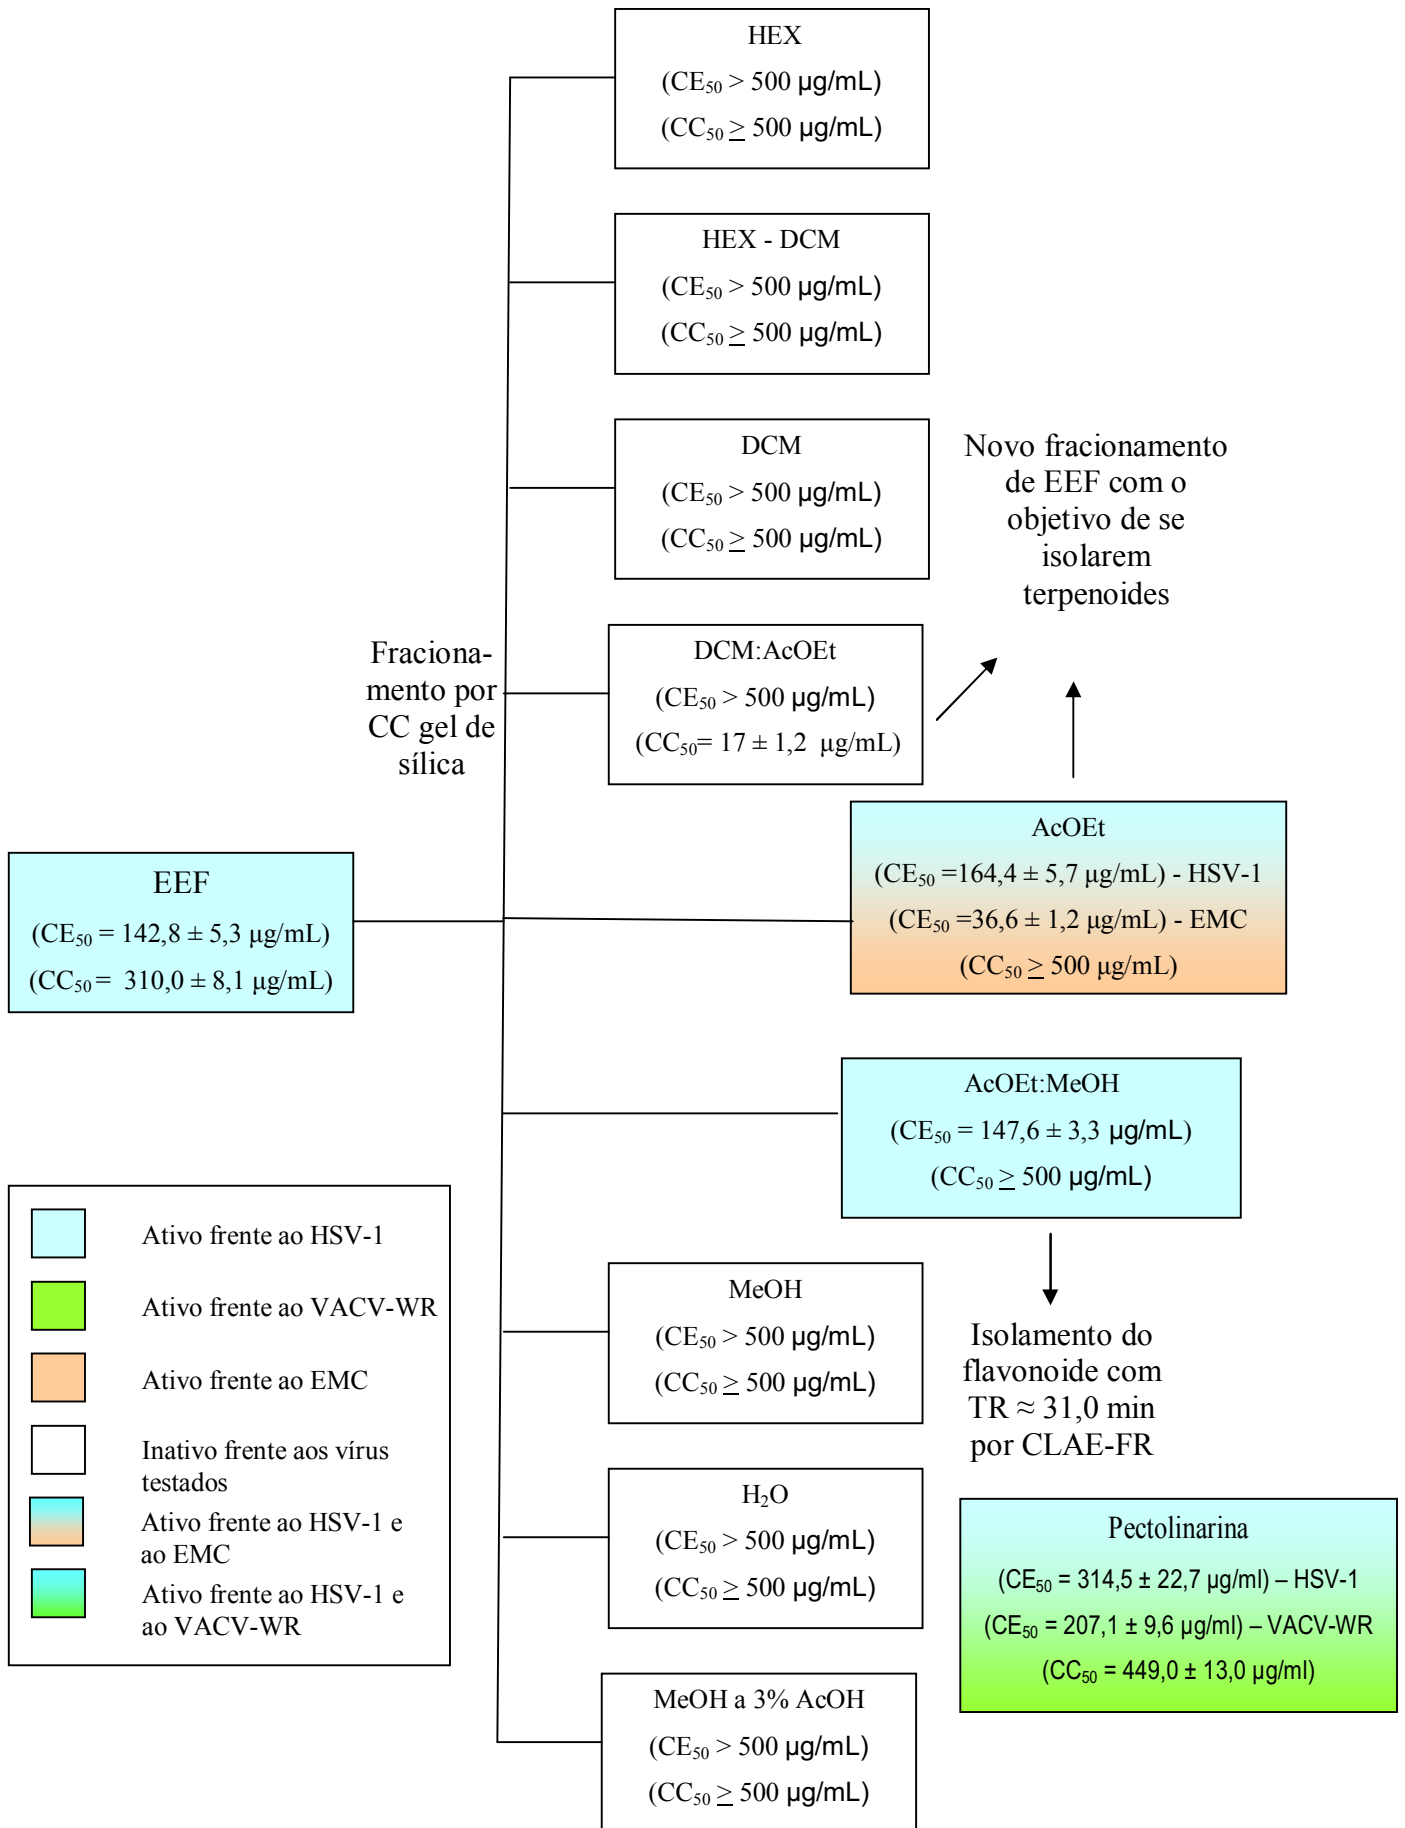 HEX
(CE50 > 500 µg/mL)
(CC50 ≥ 500 µg/mL)
HEX - DCM
(CE50 > 500 µg/mL)
(CC50 ≥ 500 µg/mL)
DCM
(CE50 > 500 µg/mL)
(CC50 ≥ 500 µg/mL)
Novo fracionamento
de EEF com o
objetivo de se
isolarem
terpenoides
Fraciona-
mento por
CC gel de
sílica
DCM:AcOEt
(CE50 > 500 µg/mL)
(CC50= 17 ± 1,2 µg/mL)
AcOEt
(CE50 =164,4 ± 5,7 µg/mL) - HSV-1
(CE50 =36,6 ± 1,2 µg/mL) - EMC
(CC50 ≥ 500 µg/mL)
EEF
(CE50 = 142,8 ± 5,3 µg/mL)
(CC50 = 310,0 ± 8,1 µg/mL)
AcOEt:MeOH
(CE50 = 147,6 ± 3,3 µg/mL)
(CC50 ≥ 500 µg/mL)
MeOH
(CE50 > 500 µg/mL)
(CC50 ≥ 500 µg/mL)
Isolamento do
flavonoide com
TR ≈ 31,0 min
por CLAE-FR
H2O
(CE50 > 500 µg/mL)
(CC50 ≥ 500 µg/mL)
Pectolinarina
(CE50 = 314,5 ± 22,7 µg/ml) – HSV-1
(CE50 = 207,1 ± 9,6 µg/ml) – VACV-WR
(CC50 = 449,0 ± 13,0 µg/ml)
MeOH a 3% AcOH
(CE50 > 500 µg/mL)
(CC50 ≥ 500 µg/mL)
Ativo frente ao HSV-1
Ativo frente ao VACV-WR
Ativo frente ao EMC
Inativo frente aos vírus
testados
Ativo frente ao HSV-1 e
ao EMC
Ativo frente ao HSV-1 e
ao VACV-WR